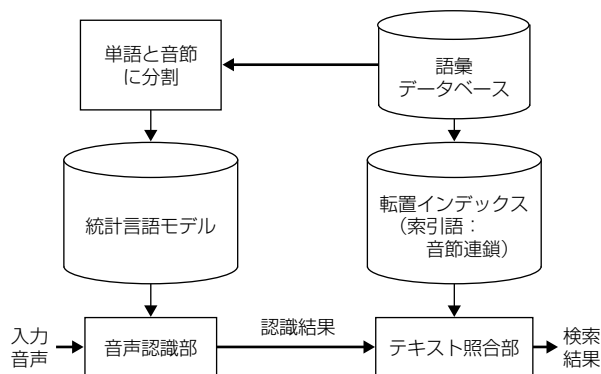 単語と音節
に分割
語彙
データベース
統計言語モデル
転置インデックス
（索引語：
音節連鎖）
入力
音声
音声認識部
認識結果
テキスト照合部
検索
結果